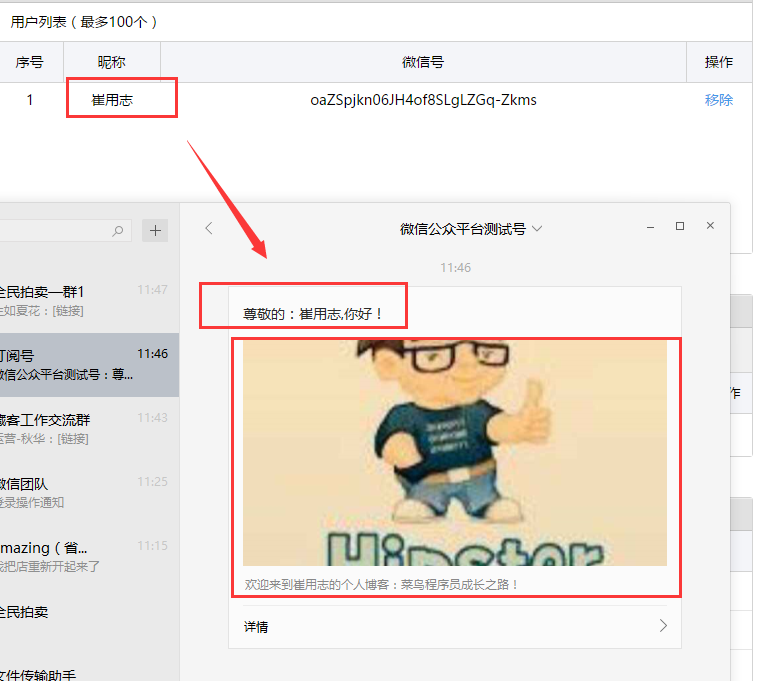 用户列表（最多100个）
序号 昵称 微信号 操作
1 崔用志 oaZSpjkn06JH4of8SLgLZGq-Zkms 移除
微信公众平台测试号
11:46
全民拍卖—群1 11:47
生如夏花：[链接]
订阅号 11:46
微信公众平台测试号：尊...
客工作交流群 11:43
运营-秋华：[链接]
微信团队 11:25
登录操作通知
mazing（省... 11:15
我把店重新开起来了
全民拍卖
文件传输助手
尊敬的：崔用志,你好！
Hipster
欢迎来到崔用志的个人博客：菜鸟程序员成长之路！
详情
作